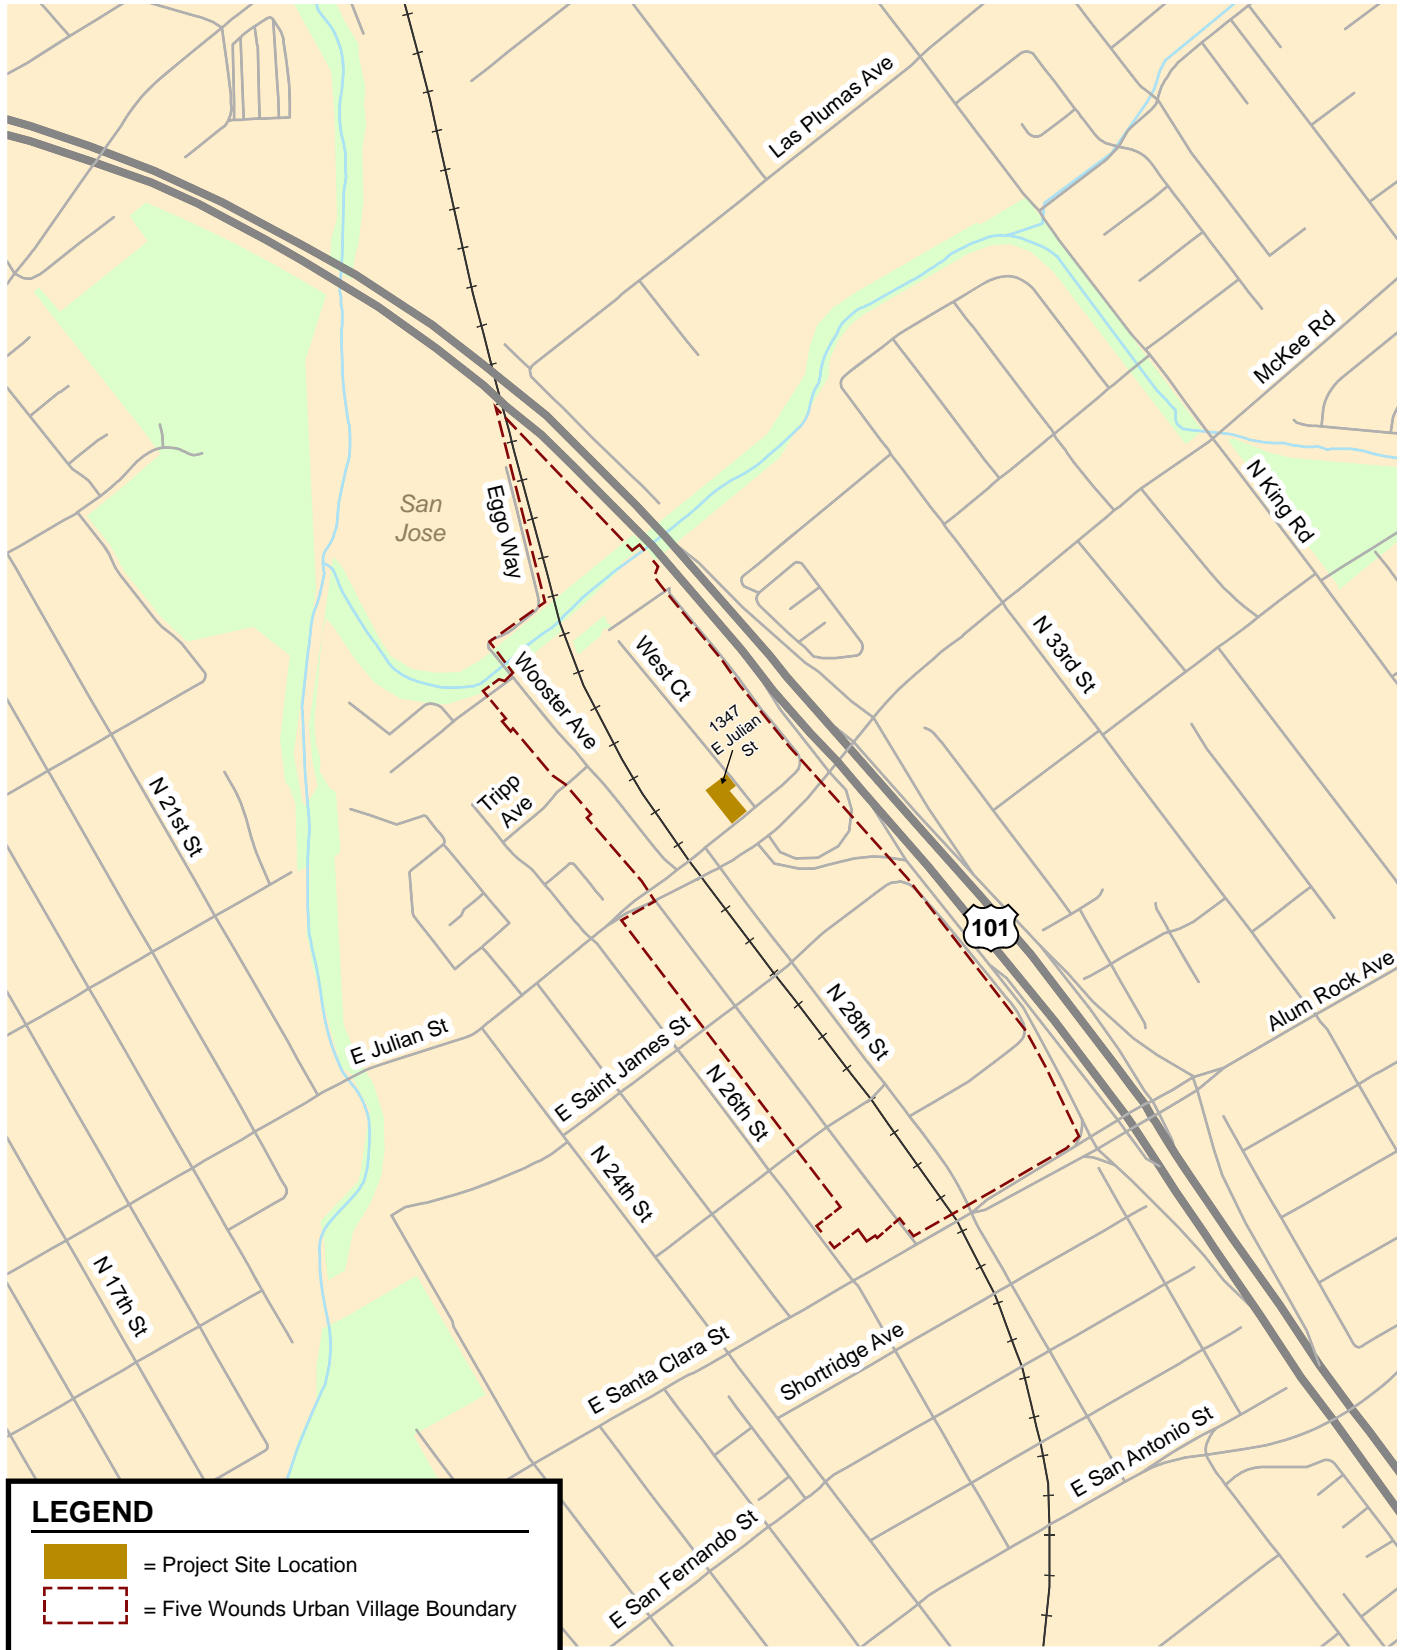 Las Plumas Ave
McKee Rd
N King Rd
San
Jose
Eggo Way
N 33rd St
West Ct
Wooster Ave
1347
E Julian
St
Tripp
Ave
N 21st St
101
Alum Rock Ave
N 28th St
E Julian St
E Saint James St
N 26th St
N 24th St
N 17th St
E Santa Clara St
Shortridge Ave
E San Antonio St
E San Fernando St
LEGEND
= Project Site Location
= Five Wounds Urban Village Boundary